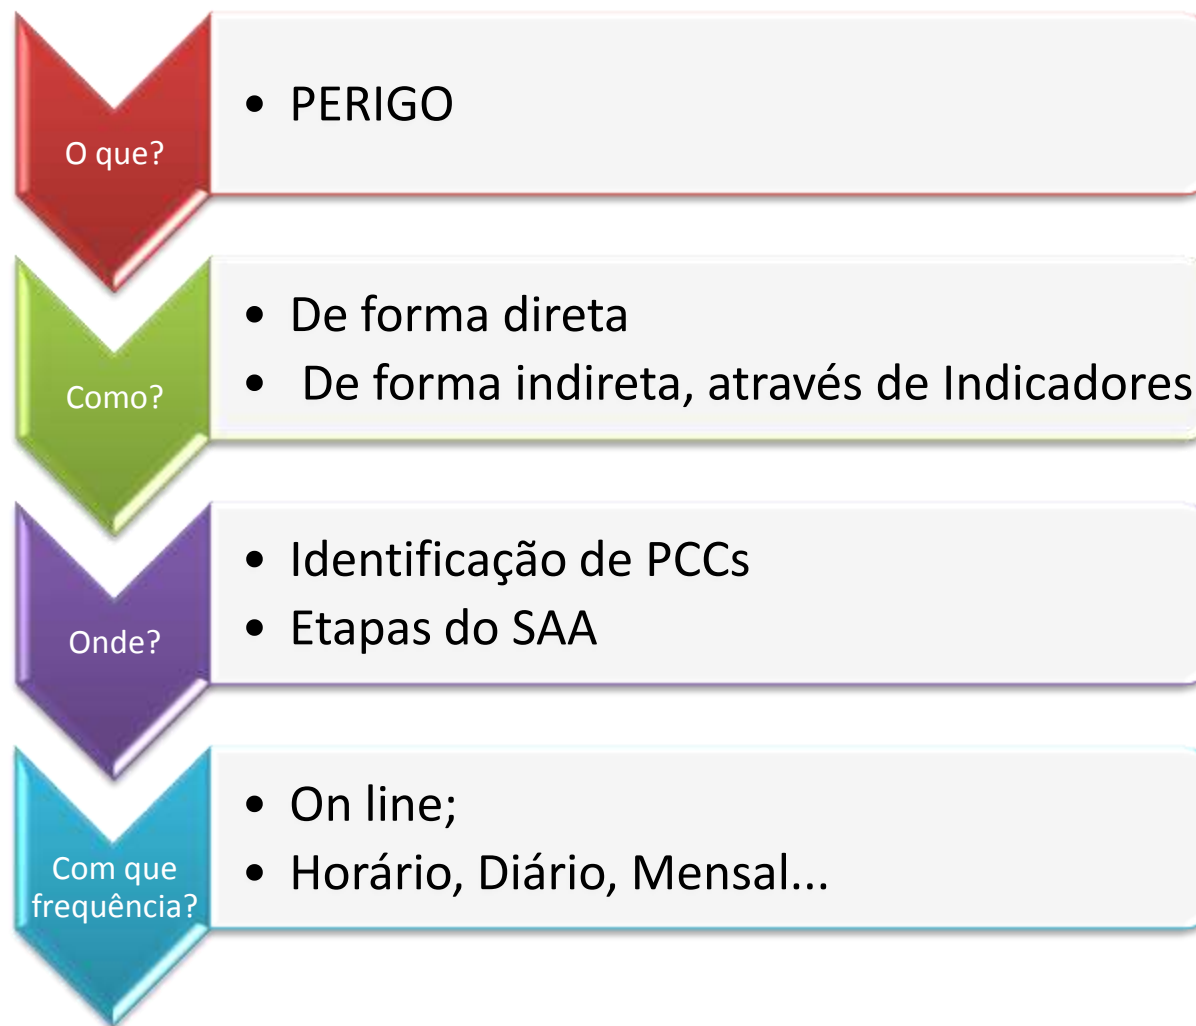 O que?
• PERIGO
Como?
• De forma direta
• De forma indireta, através de Indicadores
Onde?
• Identificação de PCCs
• Etapas do SAA
Com que
frequência?
• On line;
• Horário, Diário, Mensal...